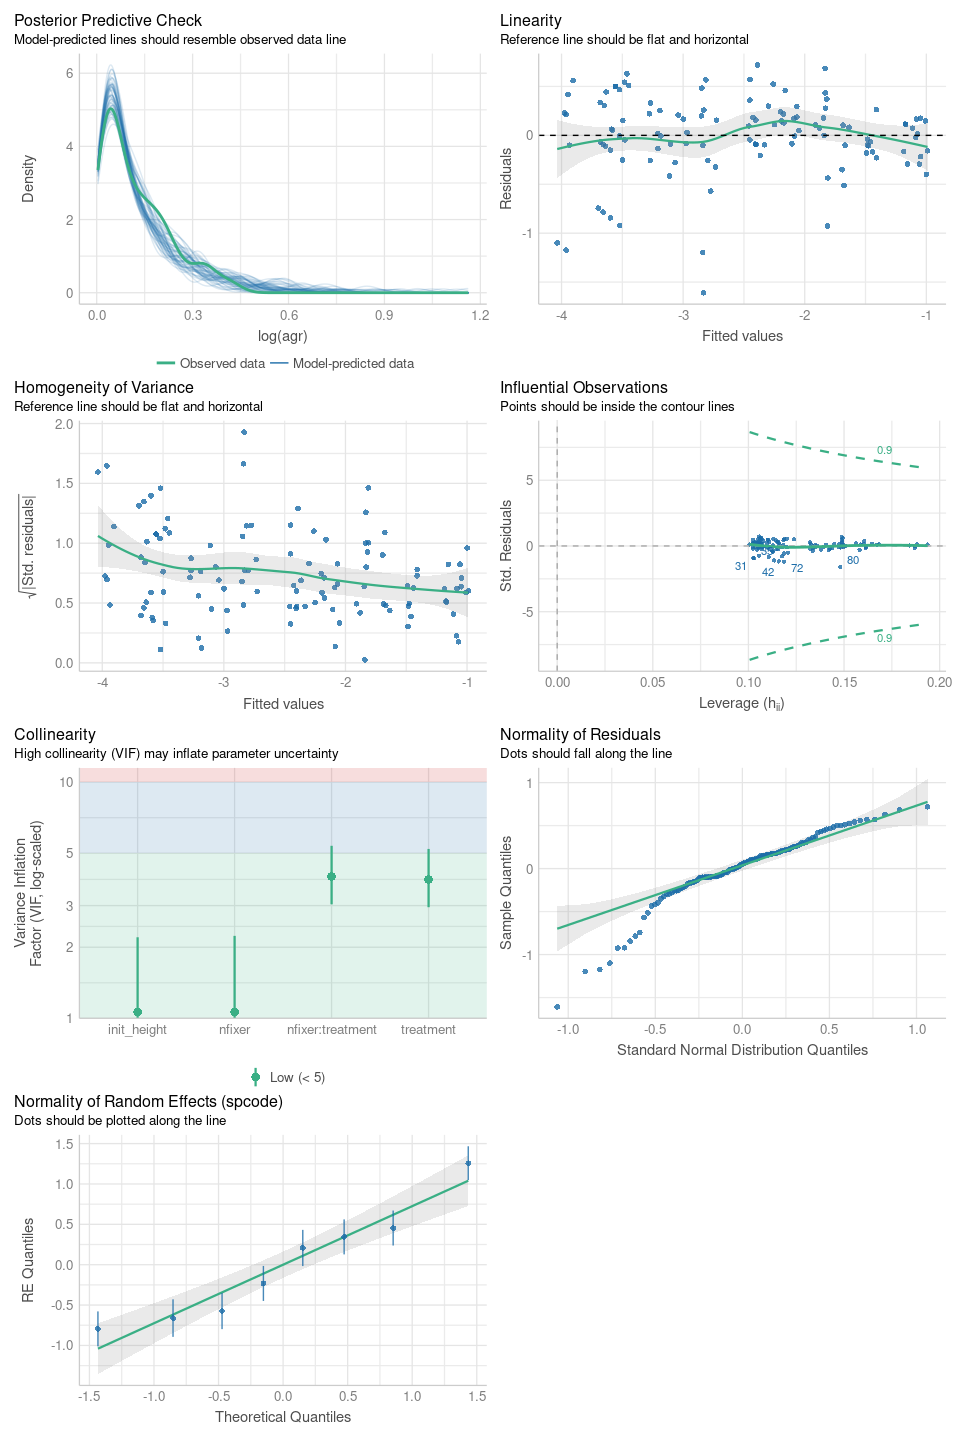 Posterior Predictive Check
Model-predicted lines should resemble observed data line
6
4
2
0
Density
0.0
0.3
0.6
0.9
1.2
log(agr)
Observed data
Model-predicted data
Linearity
Reference line should be flat and horizontal
0
-1
Residuals
-4
-3
-2
-1
Fitted values
Homogeneity of Variance
Reference line should be flat and horizontal
2.0
1.5
1.0
0.5
0.0
√|Std. residuals|
-4
-3
-2
-1
Fitted values
Influential Observations
Points should be inside the contour lines
5
0
-5
Std. Residuals
0.9
31
42
72
80
0.9
0.00
0.05
0.10
0.15
0.20
Leverage (hii)
Collinearity
High collinearity (VIF) may inflate parameter uncertainty
10
5
3
2
1
Variance Inflation
Factor (VIF, log-scaled)
init_height
nfixer
nfixer:treatment
treatment
Low (< 5)
Normality of Residuals
Dots should fall along the line
1
0
-1
Sample Quantiles
-1.0
-0.5
0.0
0.5
1.0
Standard Normal Distribution Quantiles
Normality of Random Effects (spcode)
Dots should be plotted along the line
1.5
1.0
0.5
0.0
-0.5
-1.0
RE Quantiles
-1.5
-1.0
-0.5
0.0
0.5
1.0
1.5
Theoretical Quantiles